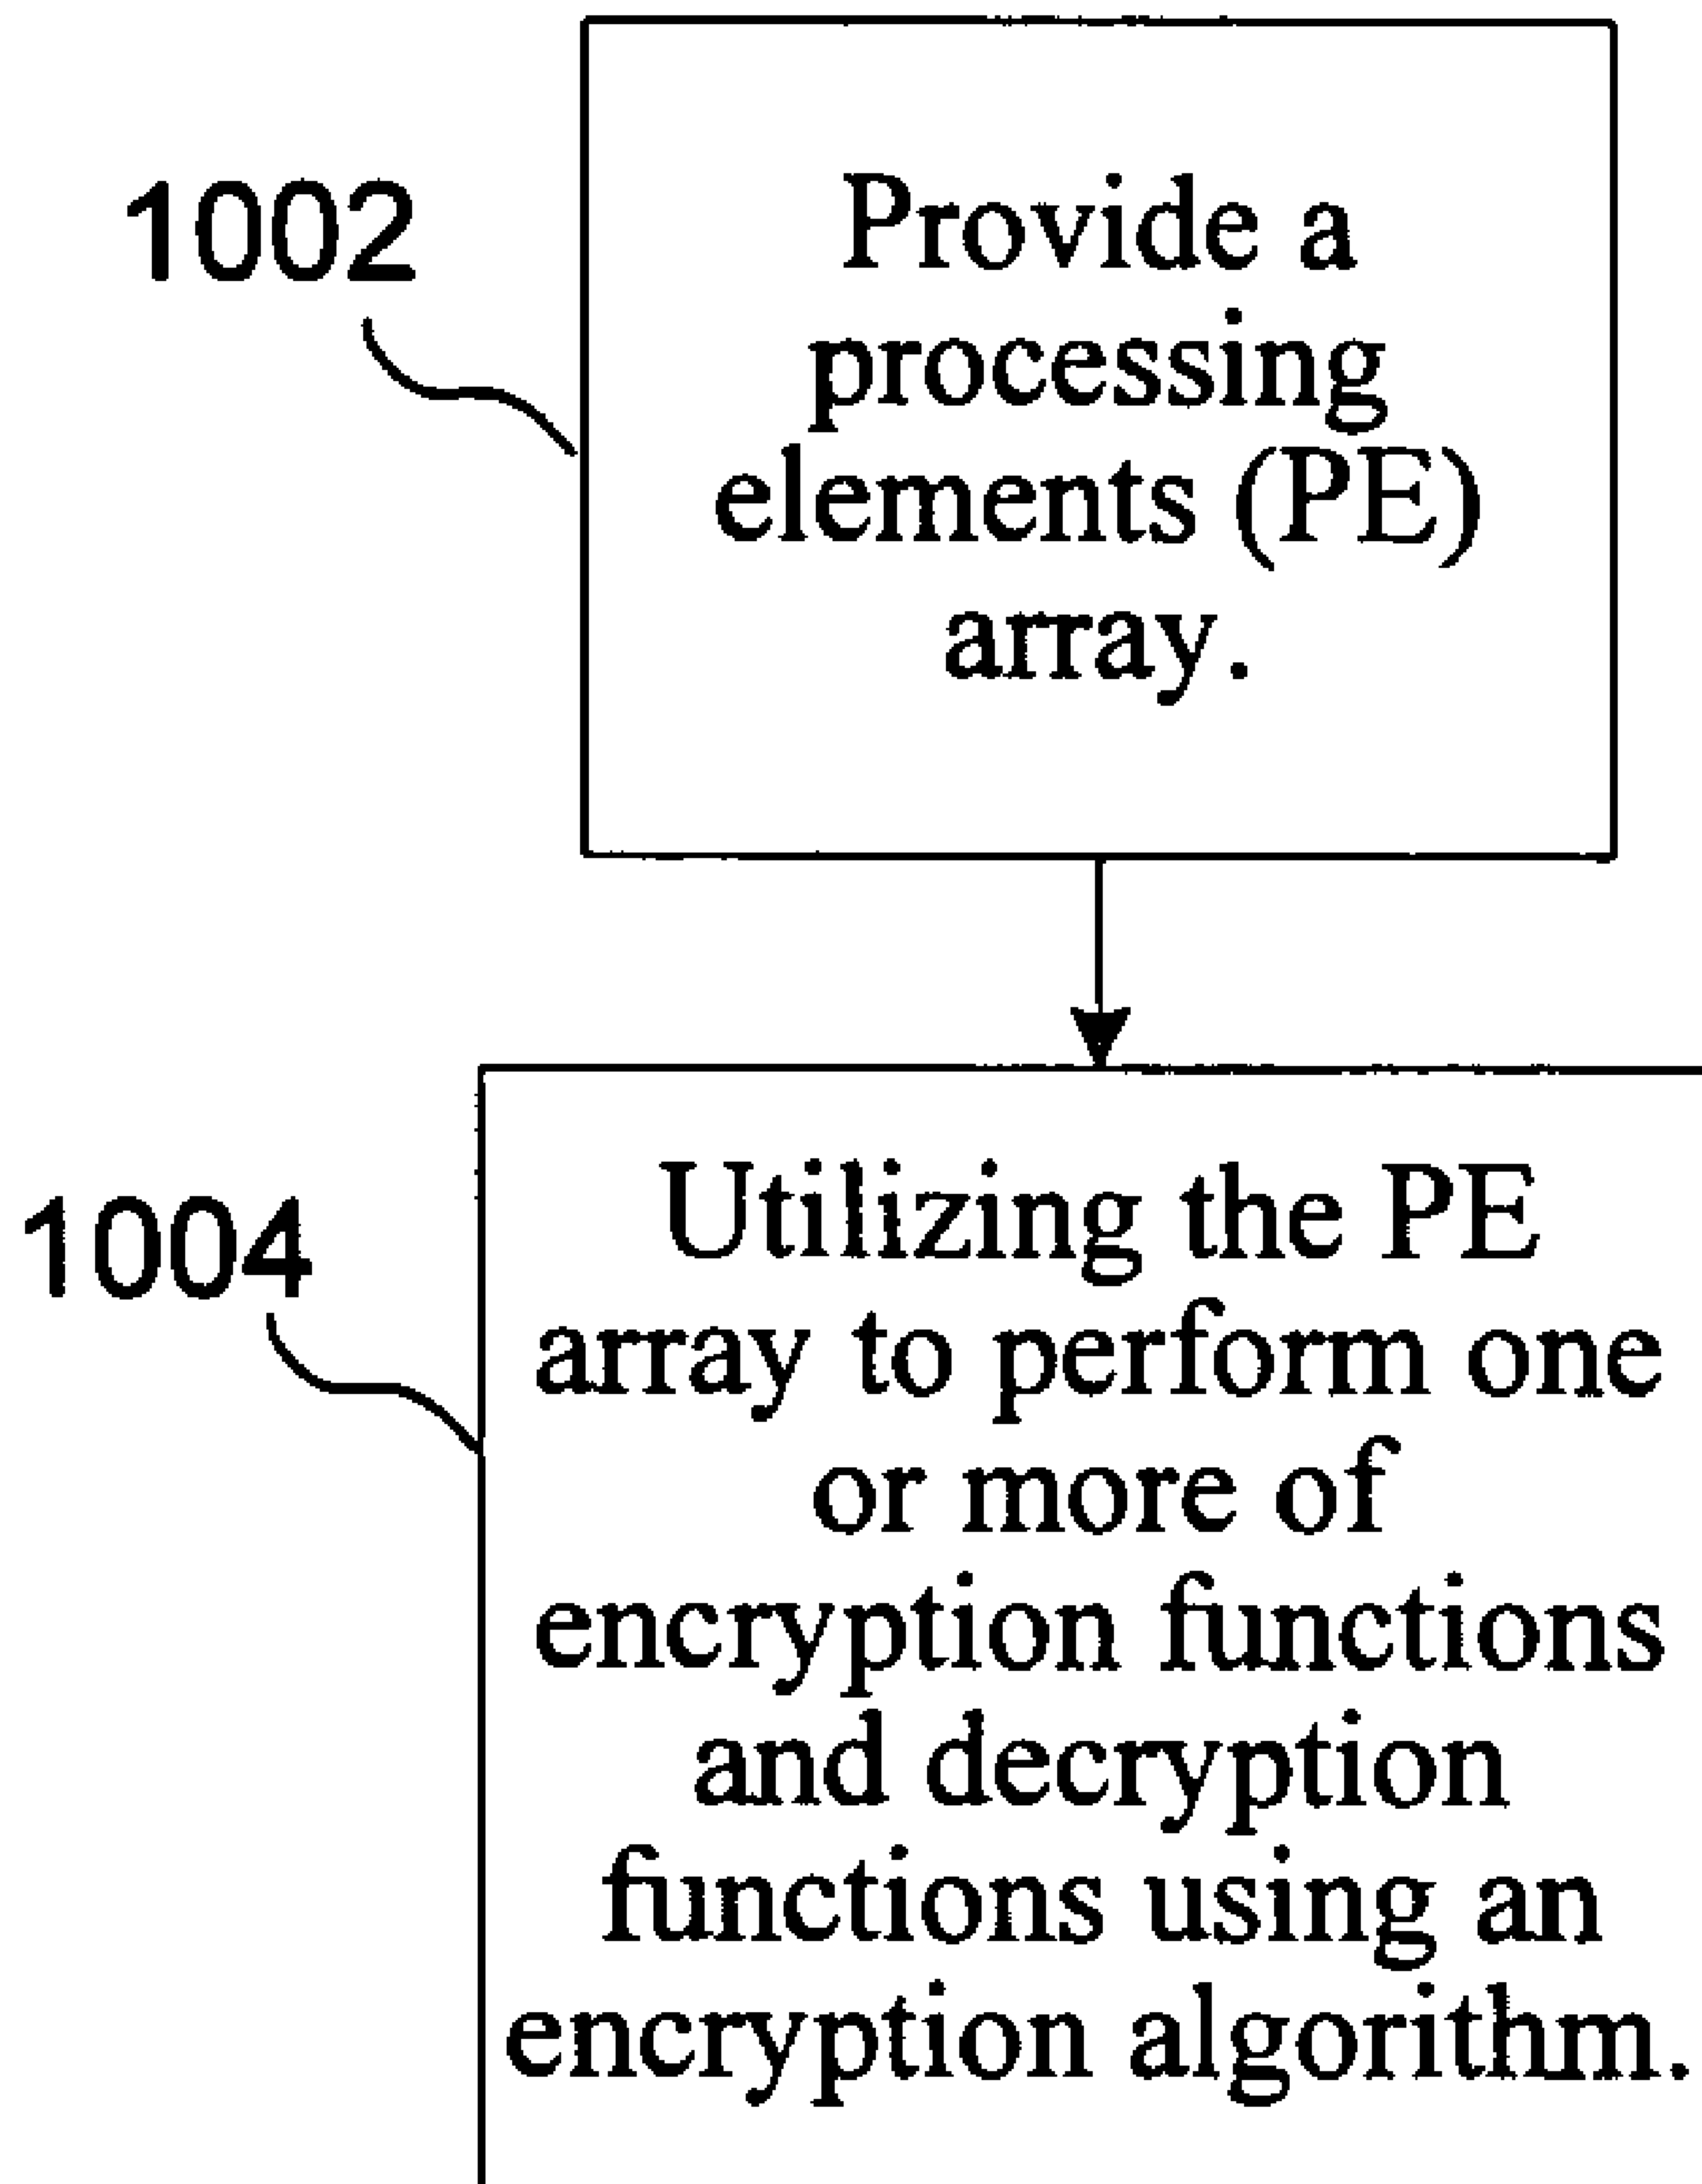 1002
Provide a
processing
elements (PE)
array.
1004
Utilizing the PE
array to perform one
or more of
encryption functions
and decryption
functions using an
encryption algorithm.